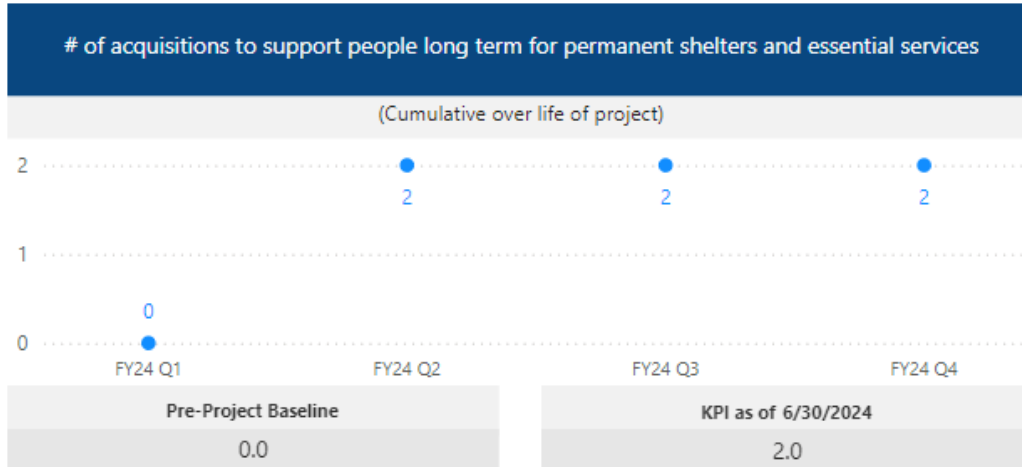 # of acquisitions to support people long term for permanent shelters and essential services
(Cumulative over life of project)
2
2 2 2
1
0
0
FY24 Q1 FY24 Q2 FY24 Q3 FY24 Q4
Pre-Project Baseline KPI as of 6/30/2024
0.0 2.0